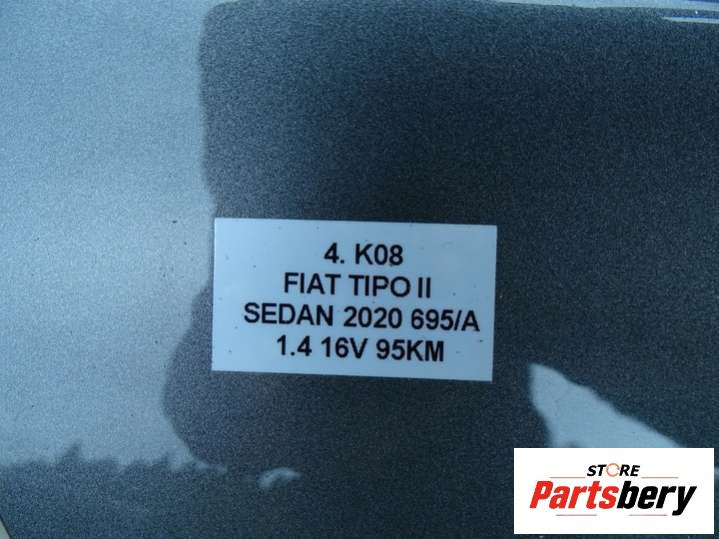 4. K08
FIAT TIPO II
SEDAN 2020 695/A
1.4 16V 95KM
STORE
Partsbery